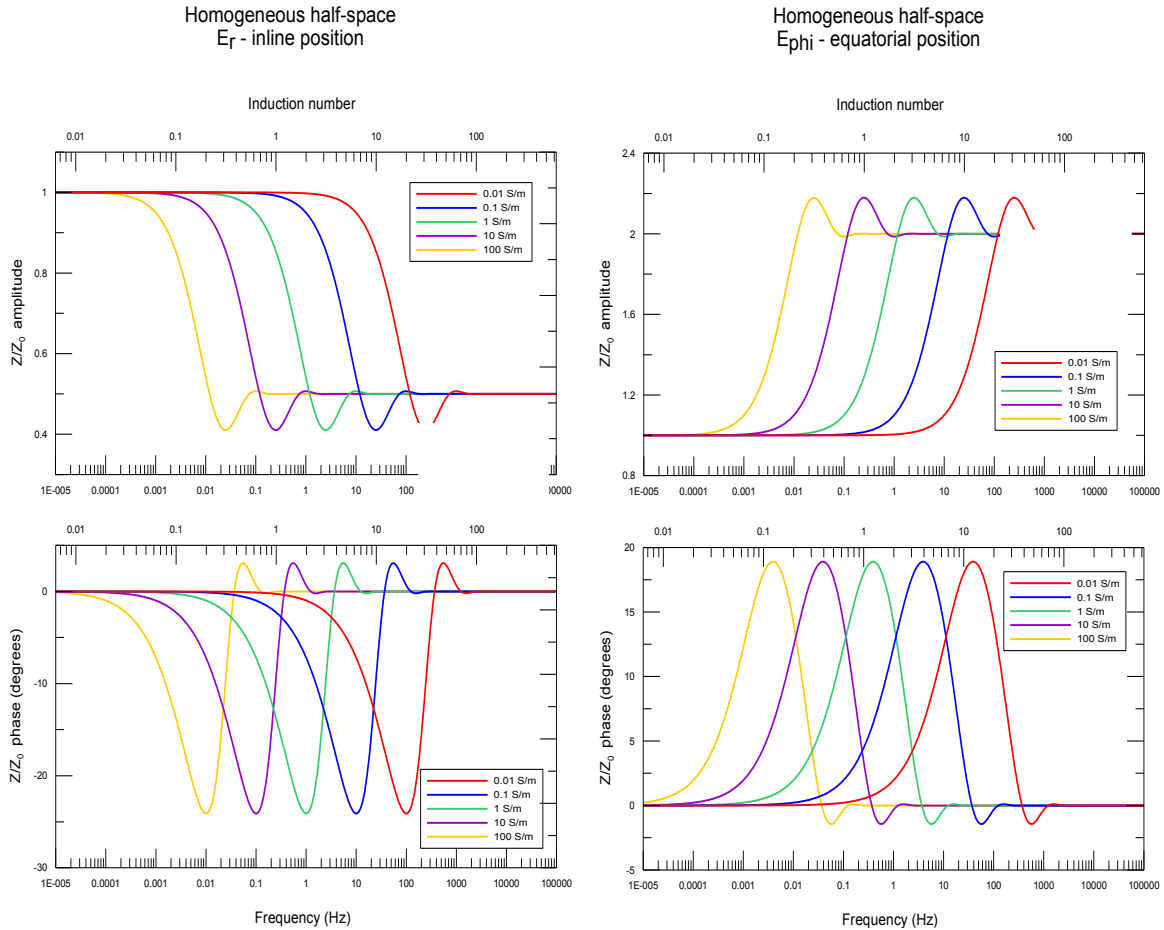 Homogeneous half-space
Er - inline position
Induction number
0.01 0.1 1 10 100
1
0.8
0.6
0.4
Z/Z0 amplitude
0.01 S/m
0.1 S/m
1 S/m
10 S/m
100 S/m
1E-005 0.0001 0.001 0.01 0.1 1 10 100 00000
Homogeneous half-space
Ephi - equatorial position
Induction number
0.01 0.1 1 10 100
2.4
2
1.6
1.2
0.8
Z/Z0 amplitude
0.01 S/m
0.1 S/m
1 S/m
10 S/m
100 S/m
1E-005 0.0001 0.001 0.01 0.1 1 10 100 1000 10000 100000
0.01 0.1 1 10 100
0
-10
-20
-30
Z/Z0 phase (degrees)
0.01 S/m
0.1 S/m
1 S/m
10 S/m
100 S/m
1E-005 0.0001 0.001 0.01 0.1 1 10 100 1000 10000 100000
Frequency (Hz)
0.01 0.1 1 10 100
20
15
10
5
0
-5
Z/Z0 phase (degrees)
0.01 S/m
0.1 S/m
1 S/m
10 S/m
100 S/m
1E-005 0.0001 0.001 0.01 0.1 1 10 100 1000 10000 100000
Frequency (Hz)